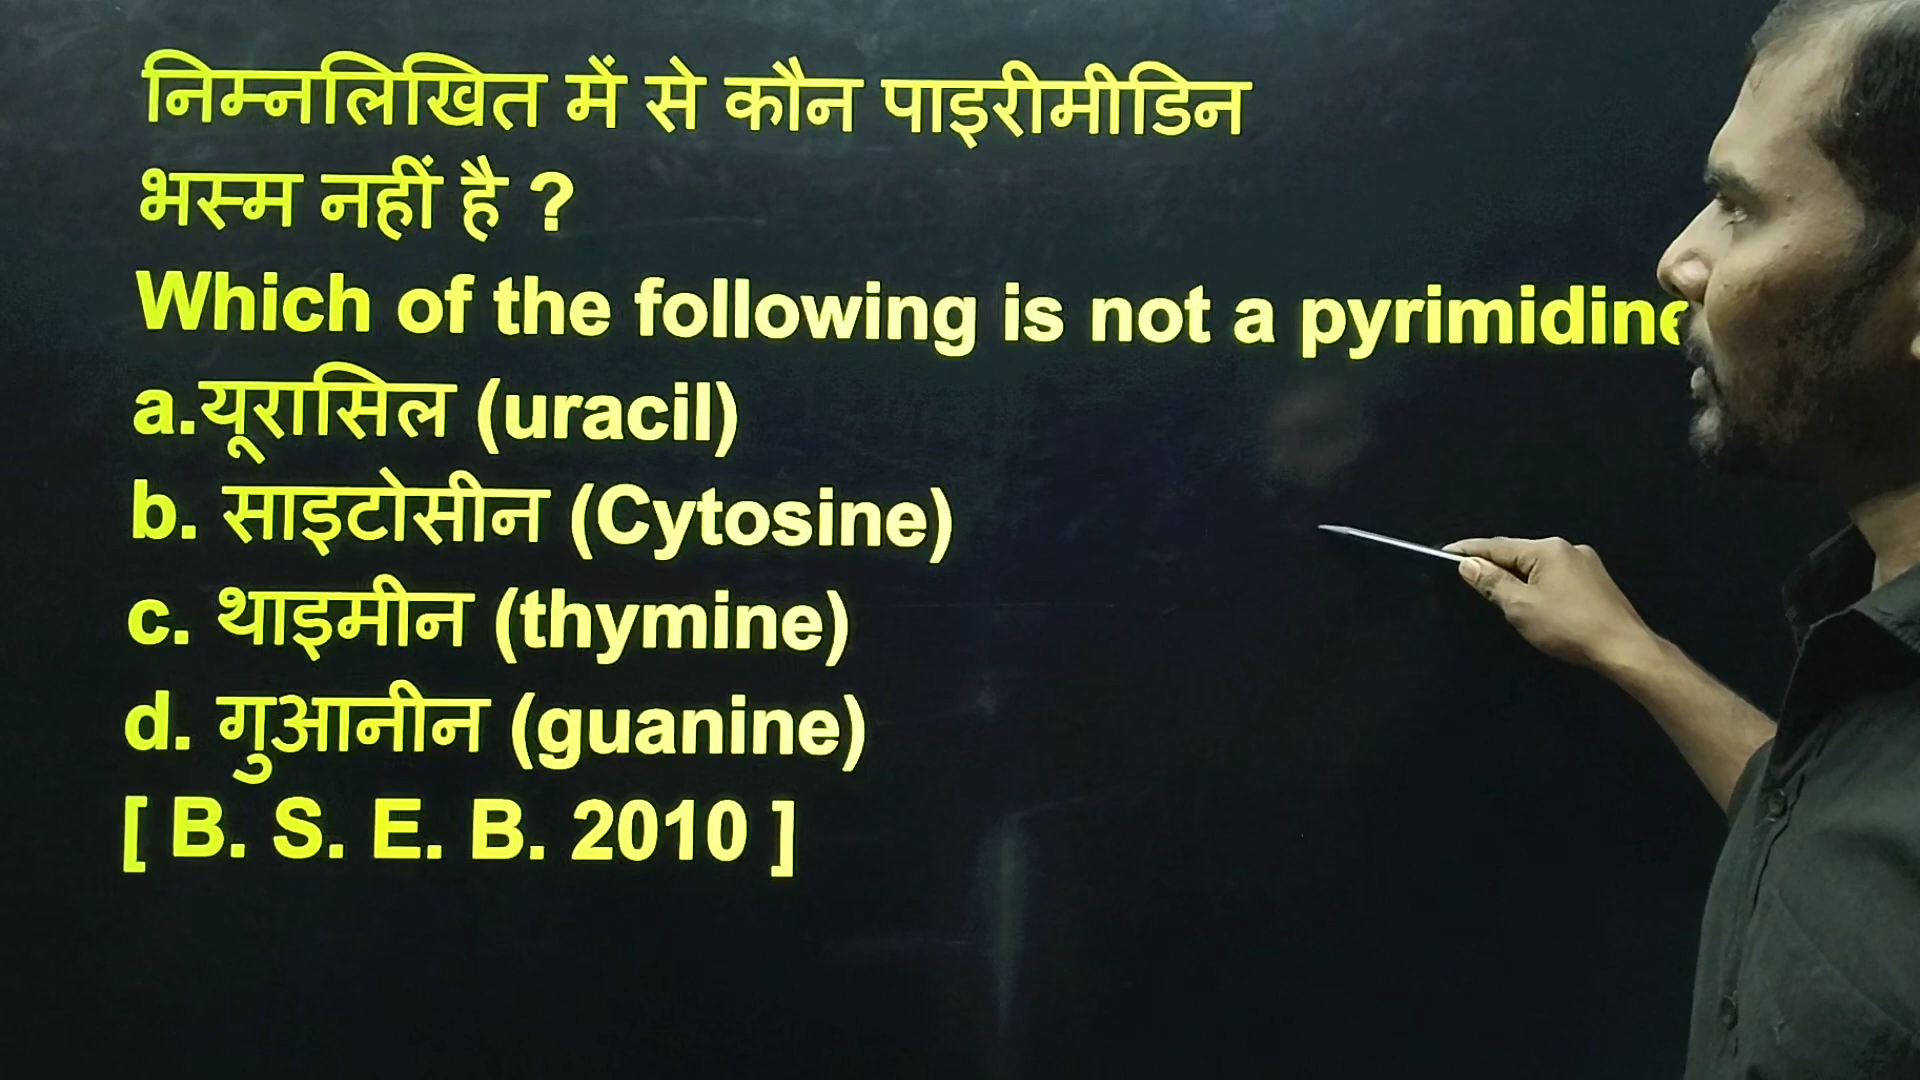 निम्नलिखित में से कौन पाइरीमीडिन
भस्म नहीं है ?
Which of the following is not a pyrimidine
a.यूरासिल (uracil)
b. साइटोसीन (Cytosine)
c. थाइमीन (thymine)
d. गुआनीन (guanine)
[ B. S. E. B. 2010 ]